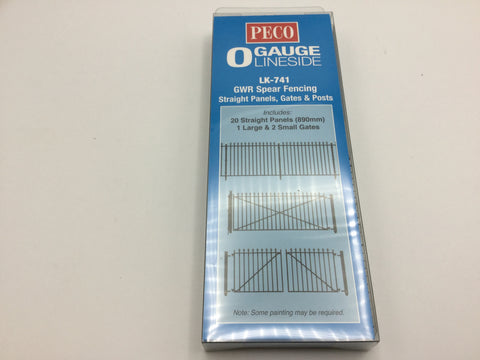 PECO
O GAUGE
LINESIDE
LK-741
GWR Spear Fencing
Straight Panels, Gates & Posts
Includes:
20 Straight Panels (890mm)
1 Large & 2 Small Gates
Note: Some painting may be required.